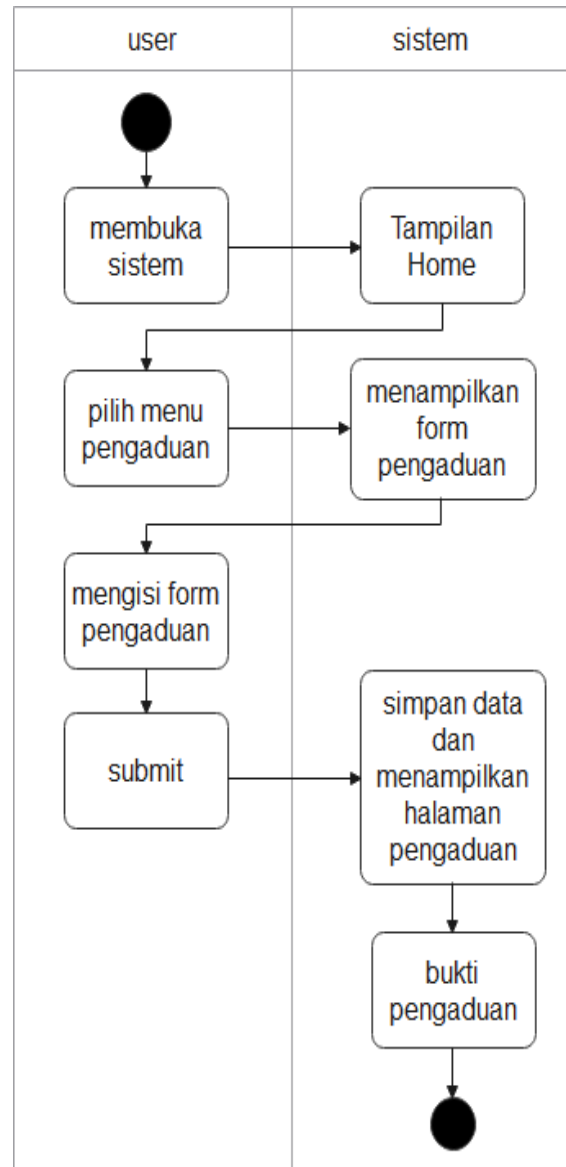 user
sistem
membuka
sistem
Tampilan
Home
pilih menu
pengaduan
menampilkan
form
pengaduan
mengisi form
pengaduan
submit
simpan data
dan
menampilkan
halaman
pengaduan
bukti
pengaduan